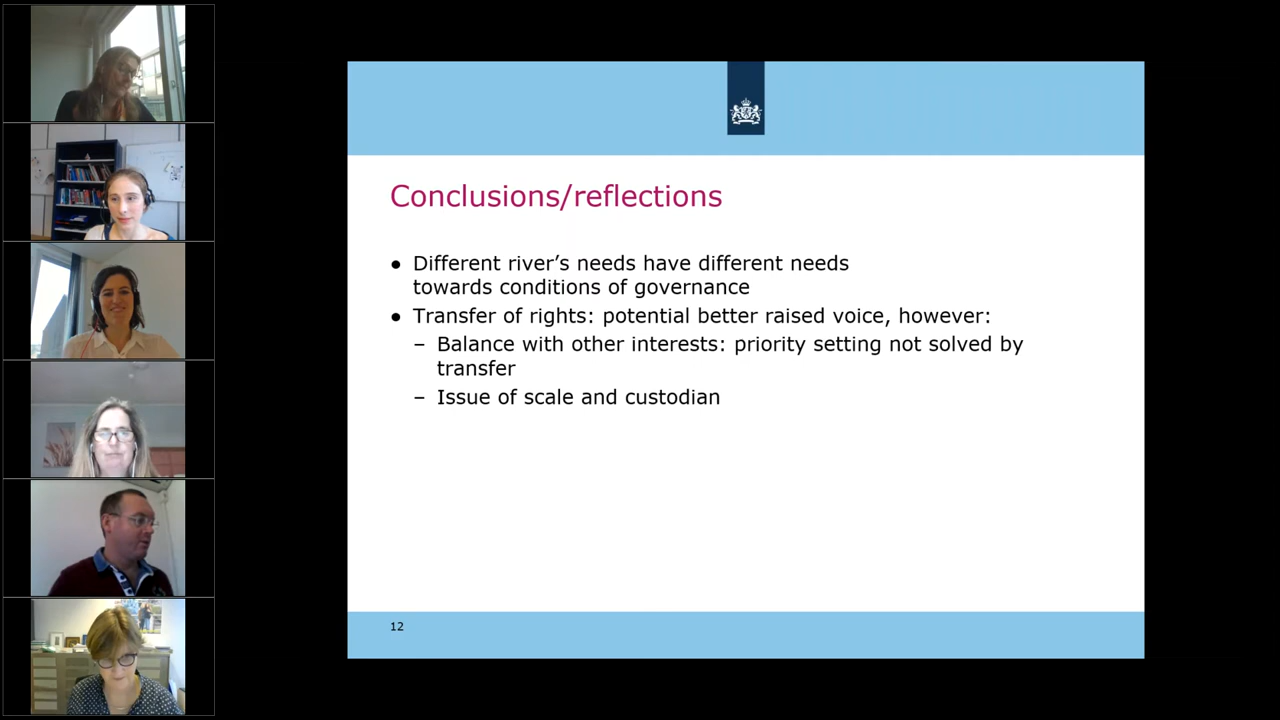 Conclusions/reflections
● Different river’s needs have different needs
towards conditions of governance
● Transfer of rights: potential better raised voice, however:
– Balance with other interests: priority setting not solved by
transfer
– Issue of scale and custodian
12